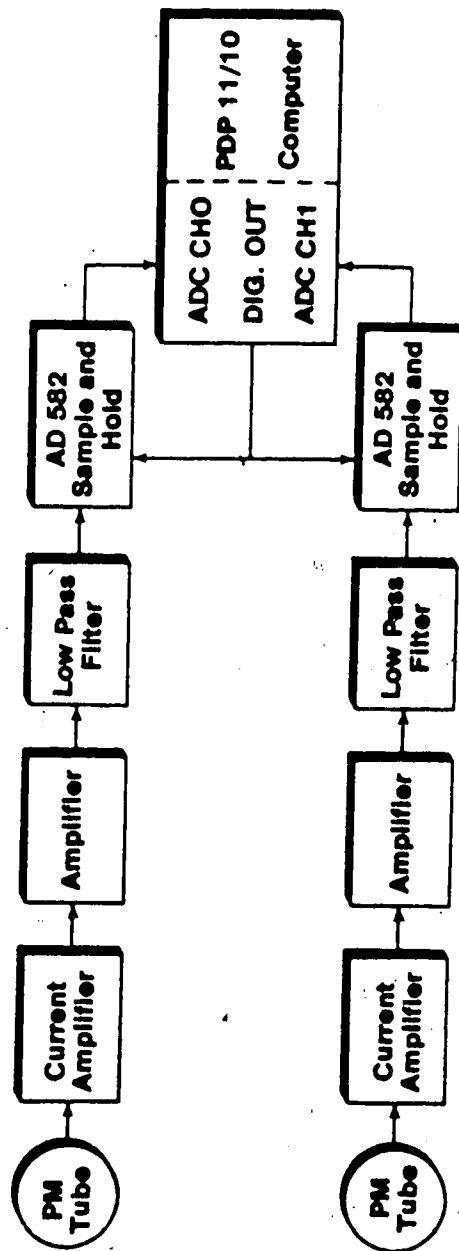 PM
Tube
Current
Amplifier
Amplifier
Low Pass
Filter
AD 582
Sample and
Hold
ADC CHO
DIG. OUT
ADC CH1
PDP 11/10
Computer
PM
Tube
Current
Amplifier
Amplifier
Low Pass
Filter
AD 582
Sample and
Hold